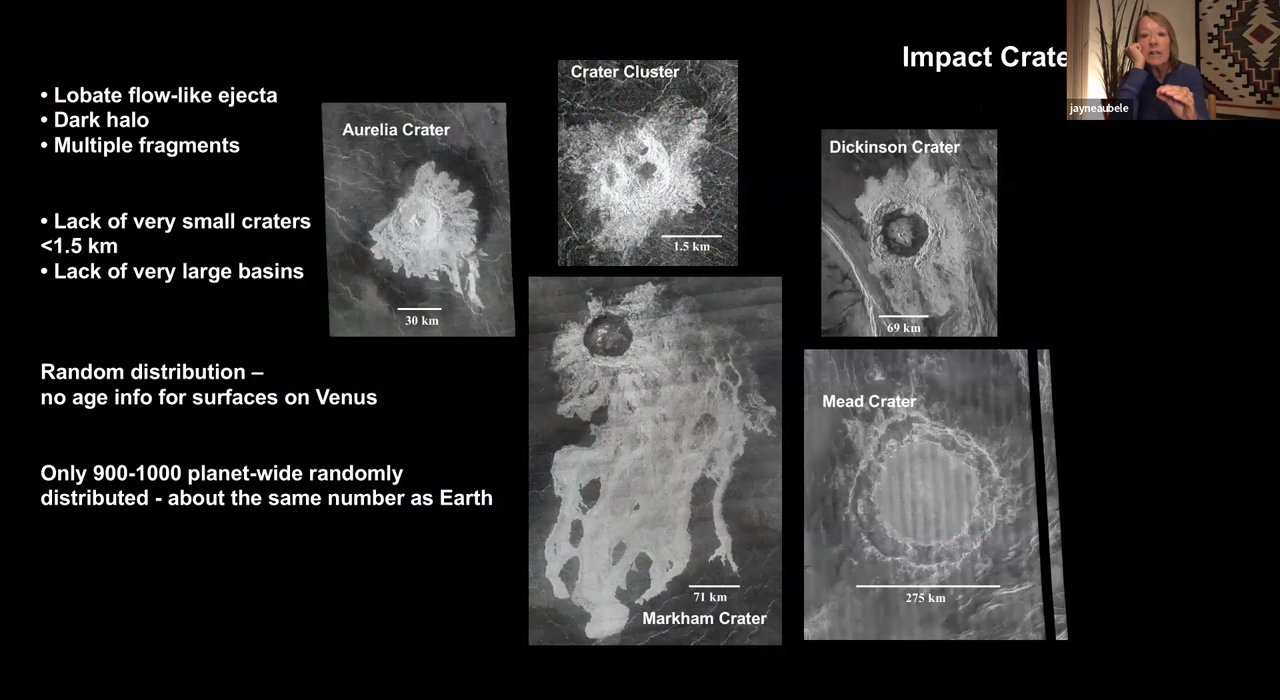 Impact Crate
jayneaubele
• Lobate flow-like ejecta
• Dark halo
• Multiple fragments
• Lack of very small craters
<1.5 km
• Lack of very large basins
Random distribution –
no age info for surfaces on Venus
Only 900-1000 planet-wide randomly
distributed - about the same number as Earth
Aurelia Crater
30 km
Crater Cluster
1.5 km
Dickinson Crater
69 km
71 km
Markham Crater
Mead Crater
275 km